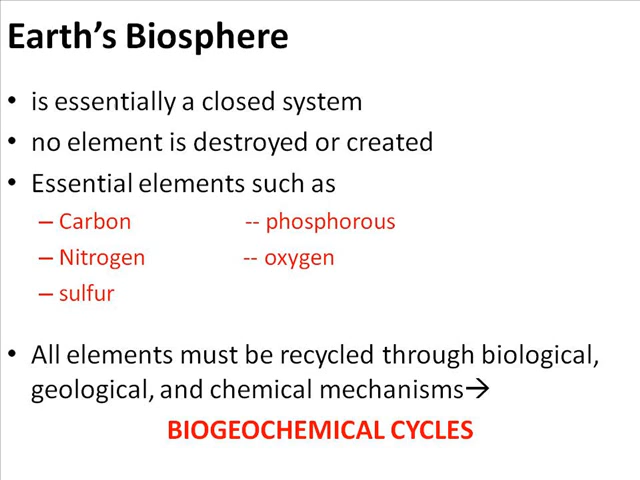 Earth’s Biosphere
• is essentially a closed system
• no element is destroyed or created
• Essential elements such as
– Carbon -- phosphorous
– Nitrogen -- oxygen
– sulfur
• All elements must be recycled through biological,
geological, and chemical mechanisms→
BIOGEOCHEMICAL CYCLES